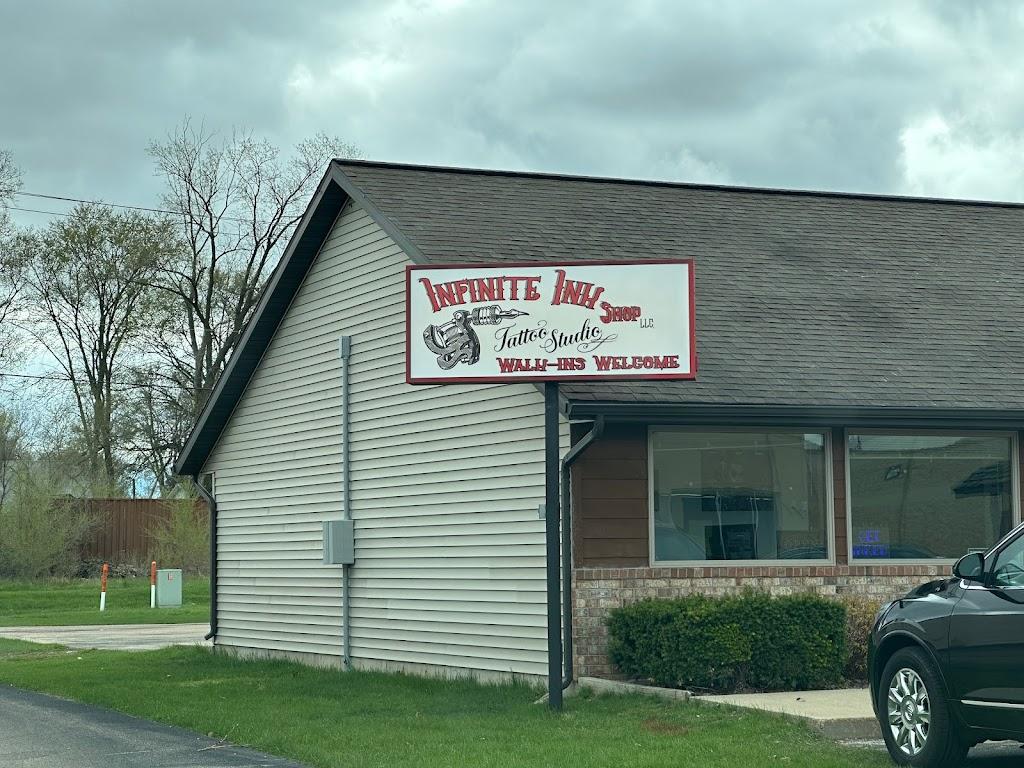 INFINITE INK
SHOP LLC.
Tattoo Studio
WALK-INS WELCOME